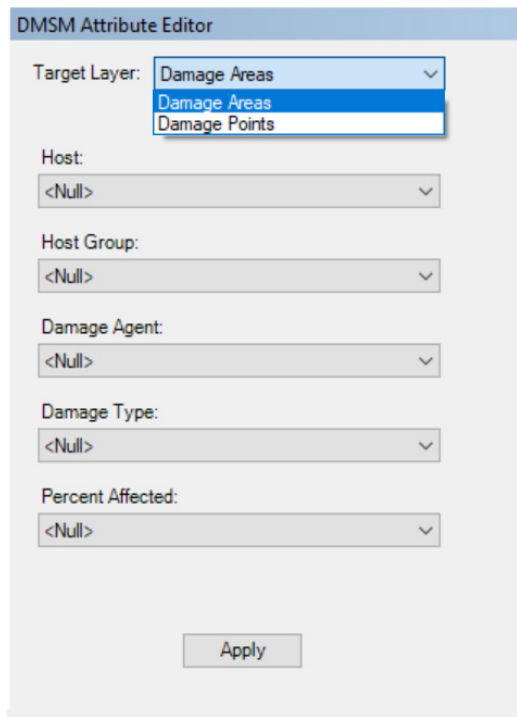 DMSM Attribute Editor
Target Layer: Damage Areas
Damage Areas
Damage Points
Host:
<Null>
Host Group:
<Null>
Damage Agent:
<Null>
Damage Type:
<Null>
Percent Affected:
<Null>
Apply